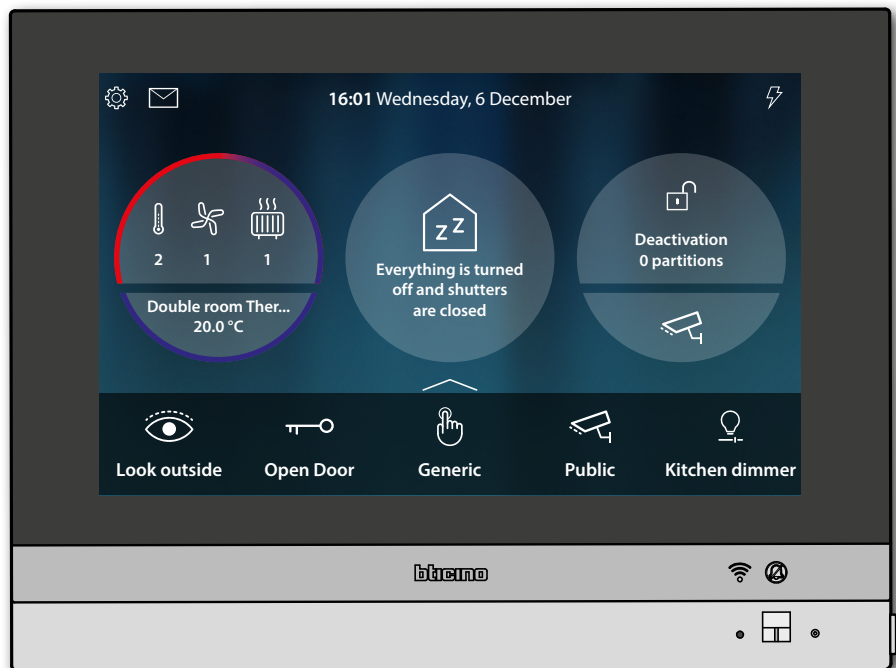 16:01 Wednesday, 6 December
2 1 1
Double room Ther...
20.0 °C
zz
Everything is turned
off and shutters
are closed
Deactivation
0 partitions
Look outside
Open Door
Generic
Public
Kitchen dimmer
bticino